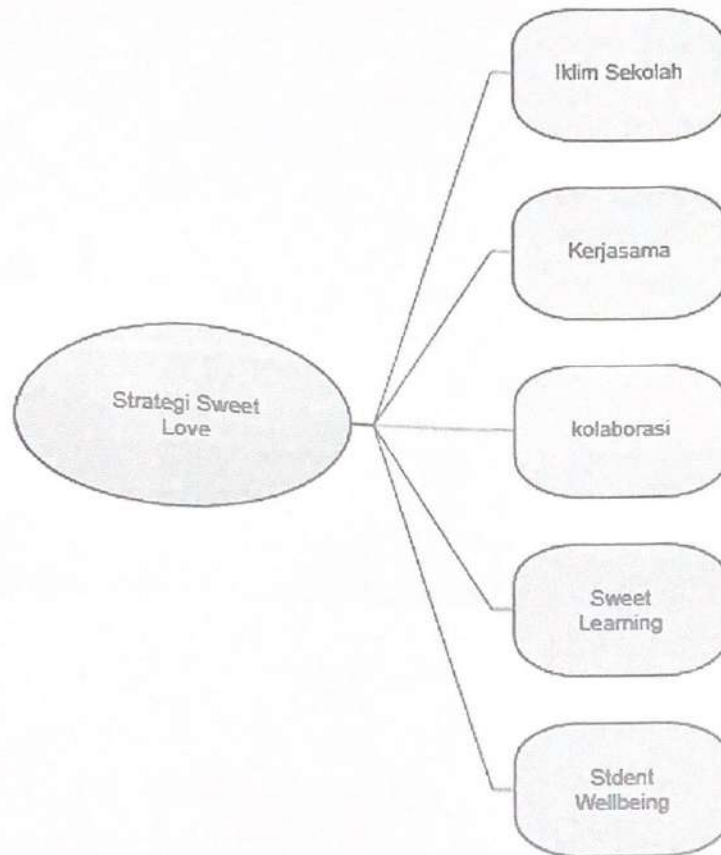 Iklim Sekolah
Kerjasama
Strategi Sweet
Love
kolaborasi
Sweet
Learning
Stdent
Wellbeing